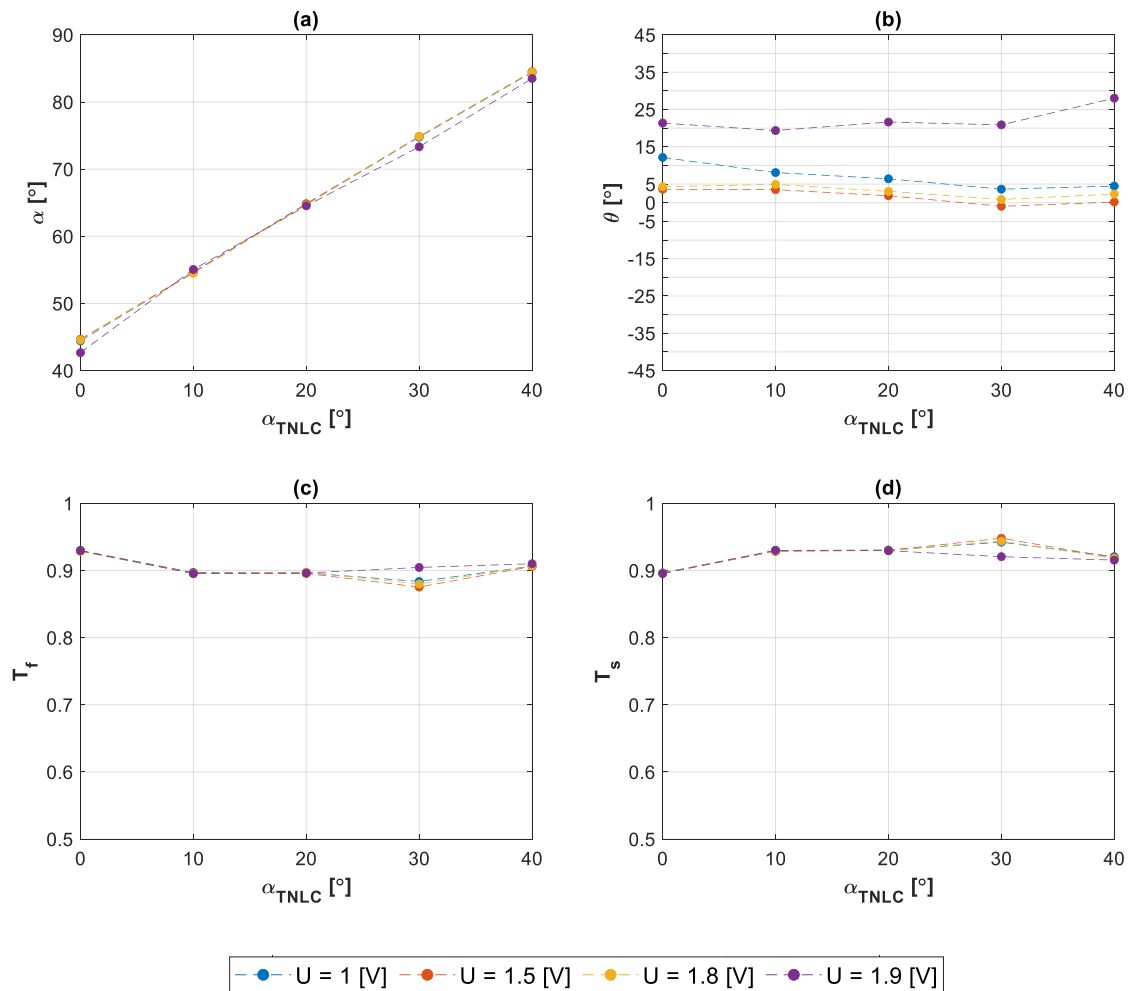 (a)
90
80
70
60
50
40
α [°]
0 10 20 30 40
α_TNLC [°]
(b)
45
35
25
15
5
0
-5
-15
-25
-35
-45
θ [°]
0 10 20 30 40
α_TNLC [°]
(c)
1
0.9
0.8
0.7
0.6
0.5
T_f
0 10 20 30 40
α_TNLC [°]
(d)
1
0.9
0.8
0.7
0.6
0.5
T_s
0 10 20 30 40
α_TNLC [°]
U = 1 [V] U = 1.5 [V] U = 1.8 [V] U = 1.9 [V]